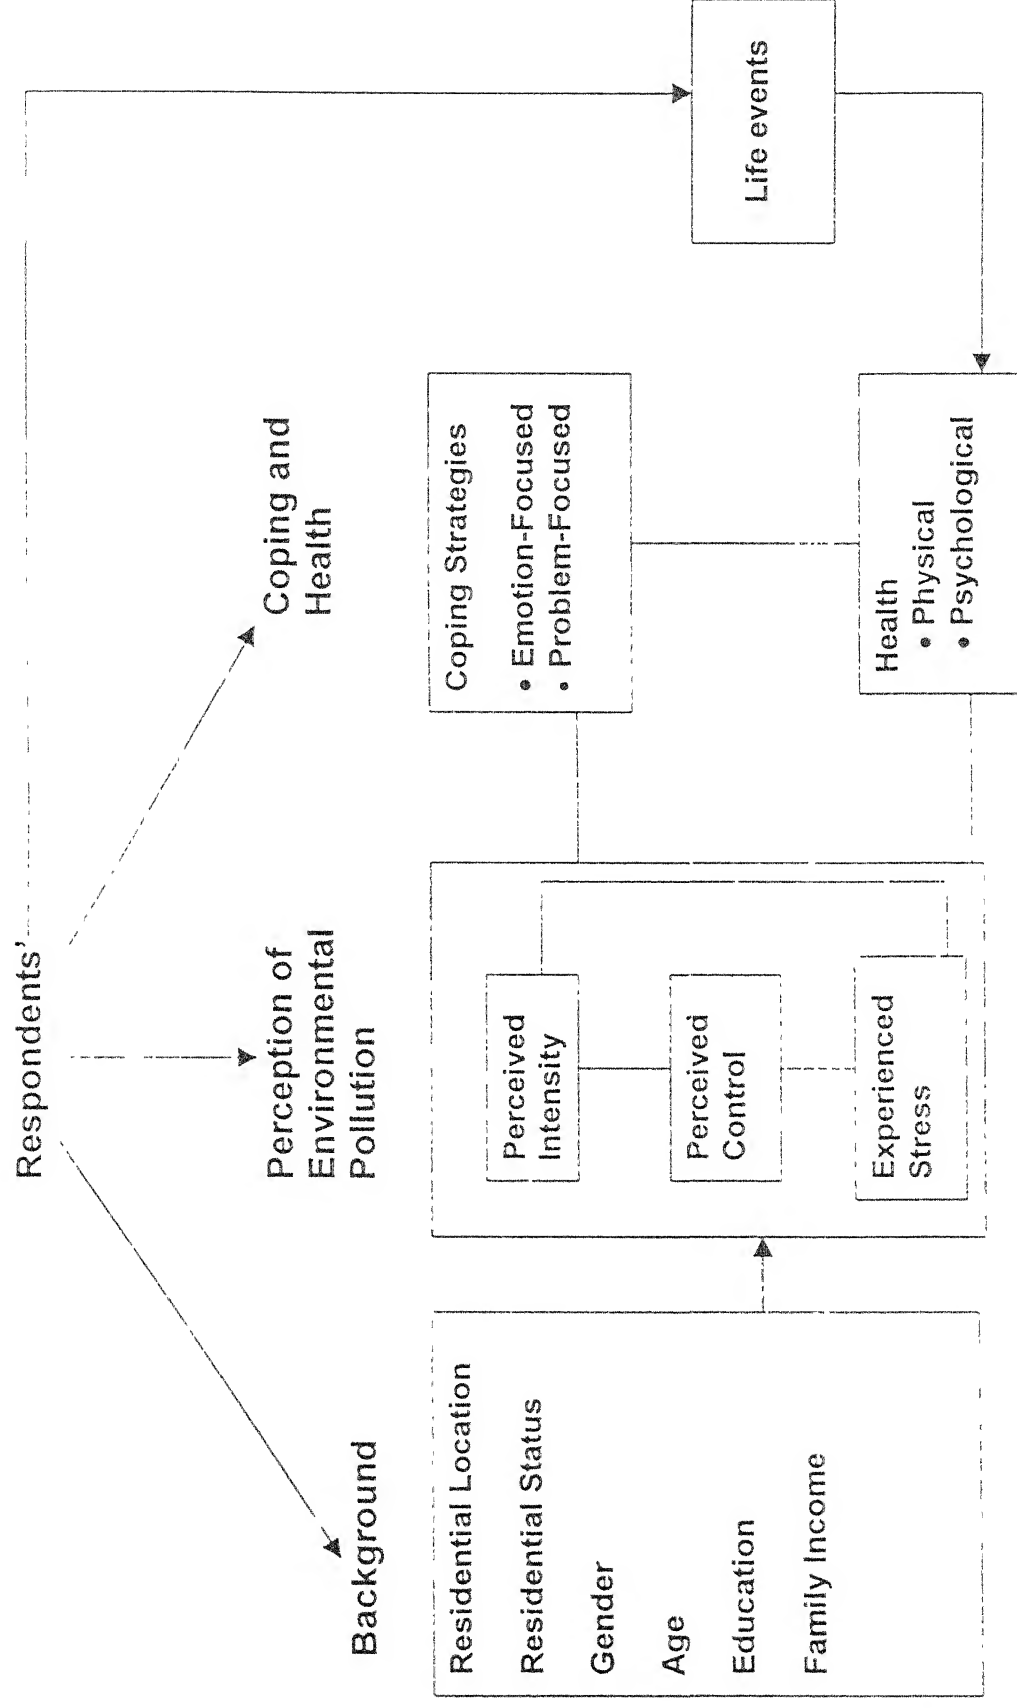 Respondents'
Background
Perception of
Environmental
Pollution
Coping and
Health
Residential Location
Residential Status
Gender
Age
Education
Family Income
Perceived
Intensity
Perceived
Control
Experienced
Stress
Coping Strategies
• Emotion-Focused
• Problem-Focused
Health
• Physical
• Psychological
Life events